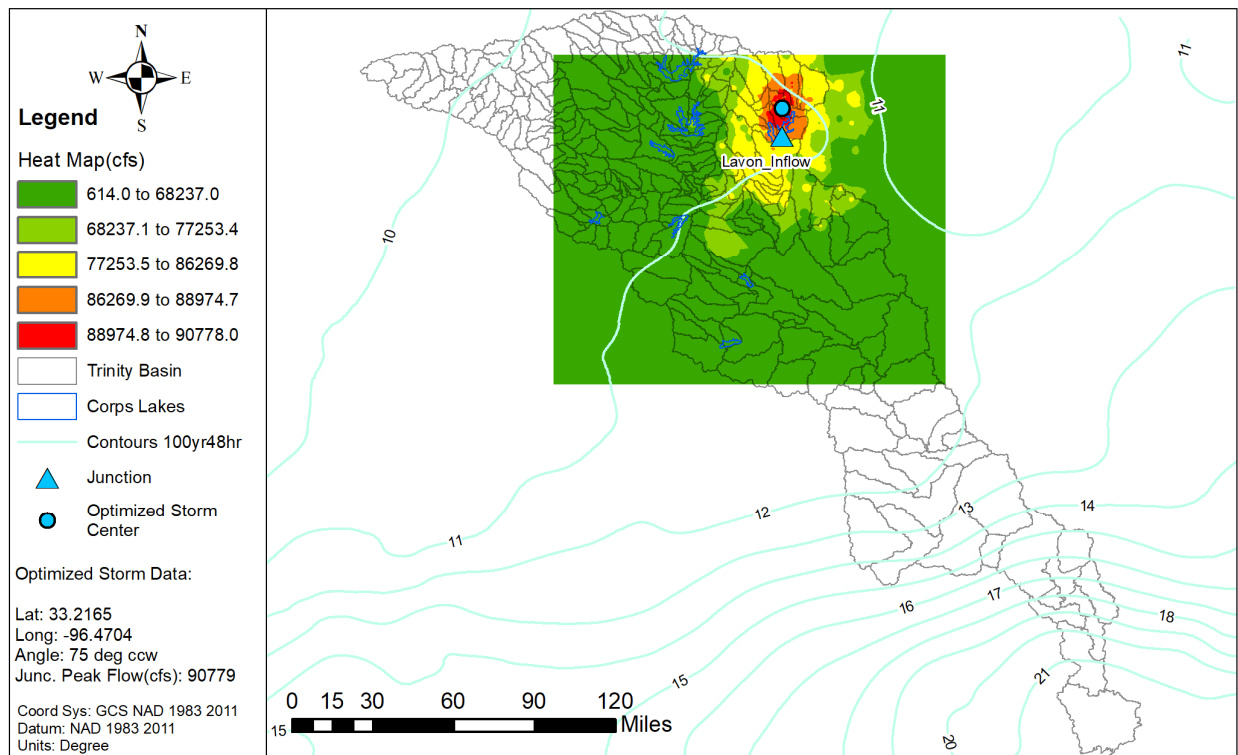 N
W
E
S
Legend
Heat Map(cfs)
614.0 to 68237.0
68237.1 to 77253.4
77253.5 to 86269.8
86269.9 to 88974.7
88974.8 to 90778.0
Trinity Basin
Corps Lakes
Contours 100yr48hr
Junction
Optimized Storm
Center
Optimized Storm Data:
Lat: 33.2165
Long: -96.4704
Angle: 75 deg ccw
Junc. Peak Flow(cfs): 90779
Coord Sys: GCS NAD 1983 2011
Datum: NAD 1983 2011
Units: Degree
11
11
Lavon_Inflow
10
12
13
14
11
16
17
18
15
21
20
15
0 15 30 60 90 120
Miles